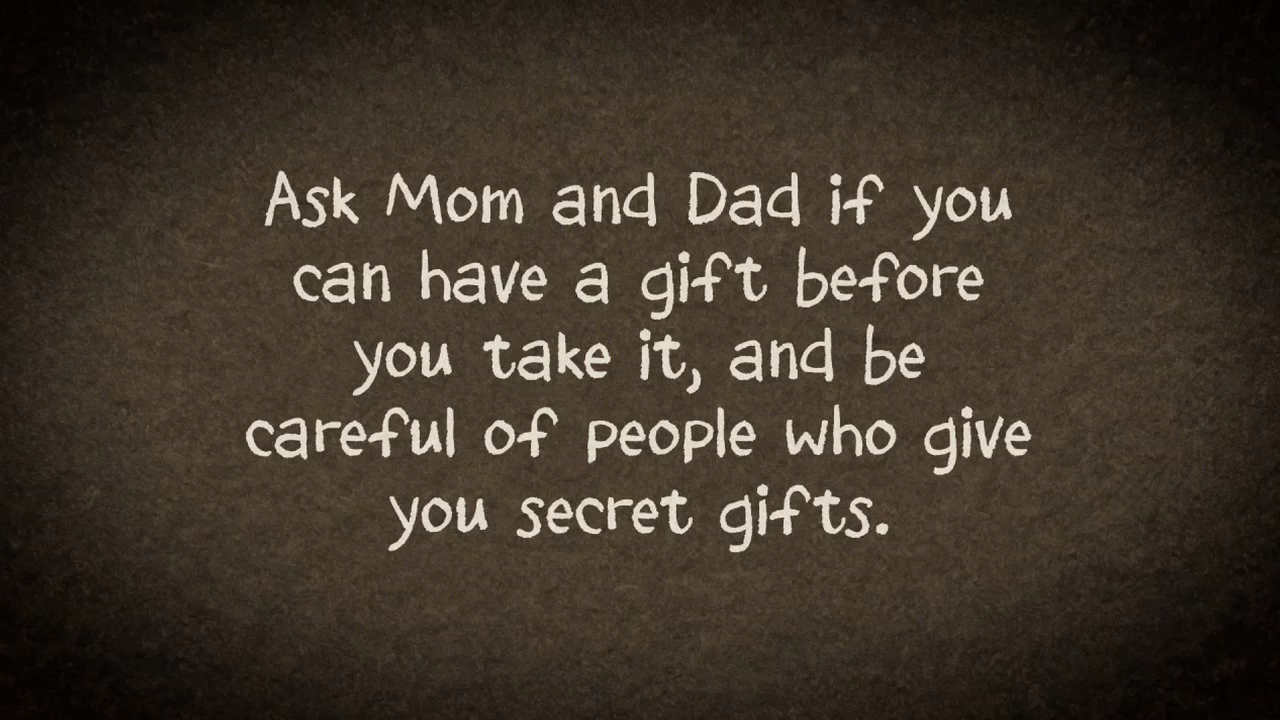 Ask Mom and Dad if you
can have a gift before
you take it, and be
careful of people who give
you secret gifts.